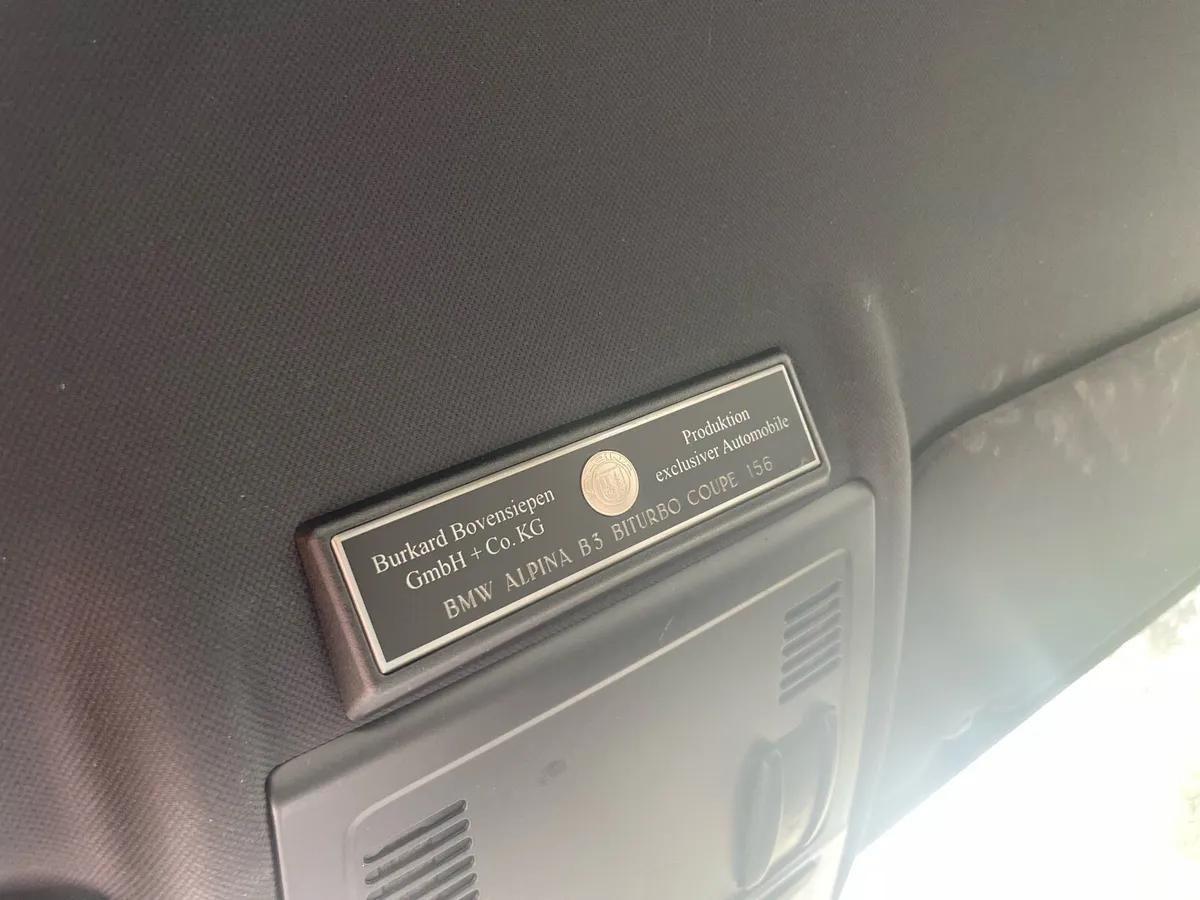 Burkard Bovensiepen
GmbH + Co. KG
Produktion
exclusiver Automobile
BMW ALPINA B3 BITURBO COUPE 156